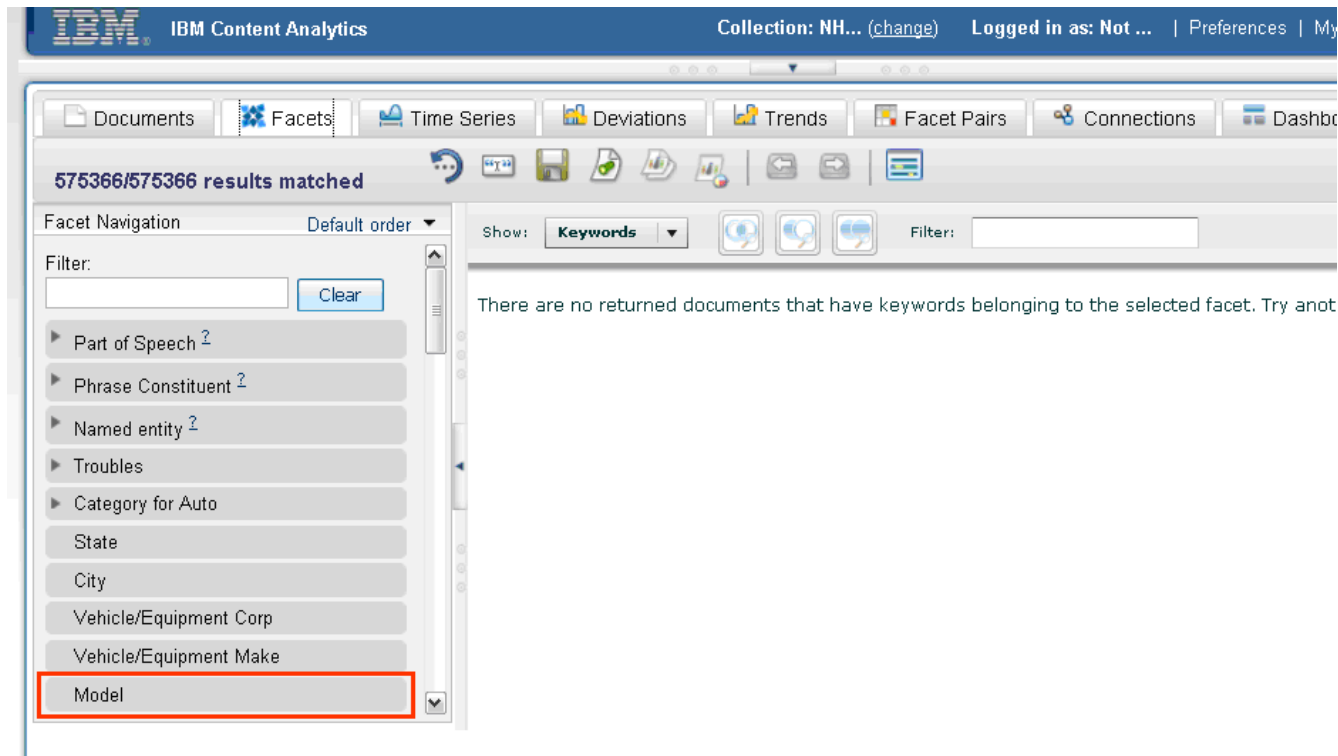 IBM IBM Content Analytics Collection: NH... (change) Logged in as: Not ... | Preferences | My
Documents Facets Time Series Deviations Trends Facet Pairs Connections Dashbo
575366/575366 results matched
Facet Navigation Default order
Show: Keywords Filter:
Filter:
Clear
There are no returned documents that have keywords belonging to the selected facet. Try anot
Part of Speech ?
Phrase Constituent ?
Named entity ?
Troubles
Category for Auto
State
City
Vehicle/Equipment Corp
Vehicle/Equipment Make
Model